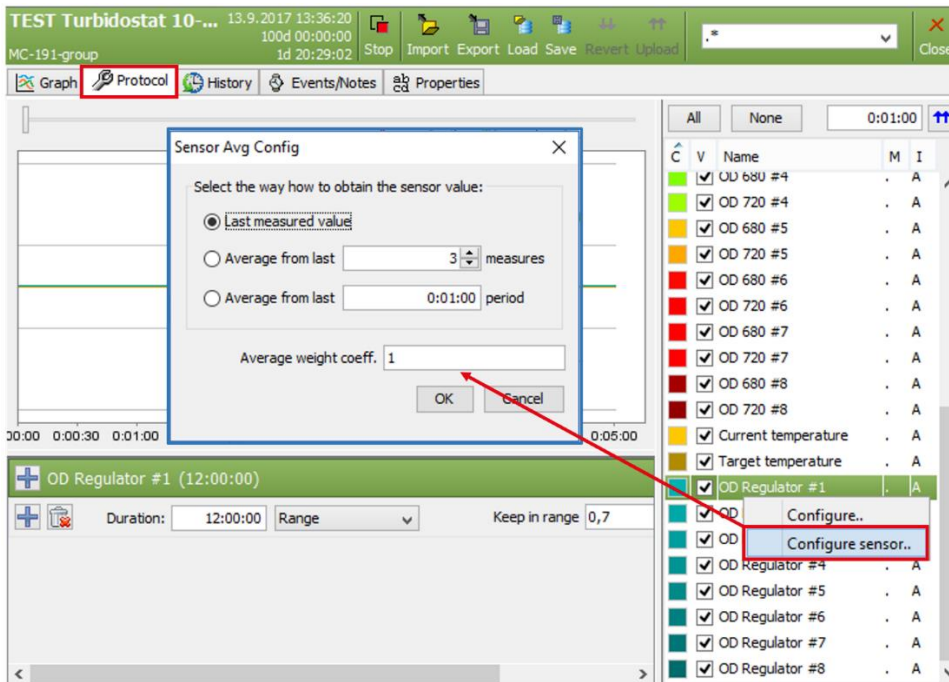 TEST Turbidostat 10-... 13.9.2017 13:36:20
100d 00:00:00
MC-191-group 1d 20:29:02
Stop Import Export Load Save Revert Upload
.*
Close
Graph Protocol History Events/Notes Properties
All None 0:01:00
C V Name M I
OD 680 #4 . A
OD 720 #4 . A
OD 680 #5 . A
OD 720 #5 . A
OD 680 #6 . A
OD 720 #6 . A
OD 680 #7 . A
OD 720 #7 . A
OD 680 #8 . A
OD 720 #8 . A
Current temperature . A
Target temperature . A
OD Regulator #1 . A
OD
OD
OD Regulator #4 . A
OD Regulator #5 . A
OD Regulator #6 . A
OD Regulator #7 . A
OD Regulator #8 . A
Configure..
Configure sensor..
Sensor Avg Config
Select the way how to obtain the sensor value:
Last measured value
Average from last 3 measures
Average from last 0:01:00 period
Average weight coeff. 1
OK Cancel
00:00 0:00:30 0:01:00 0:05:00
OD Regulator #1 (12:00:00)
Duration: 12:00:00 Range Keep in range 0,7